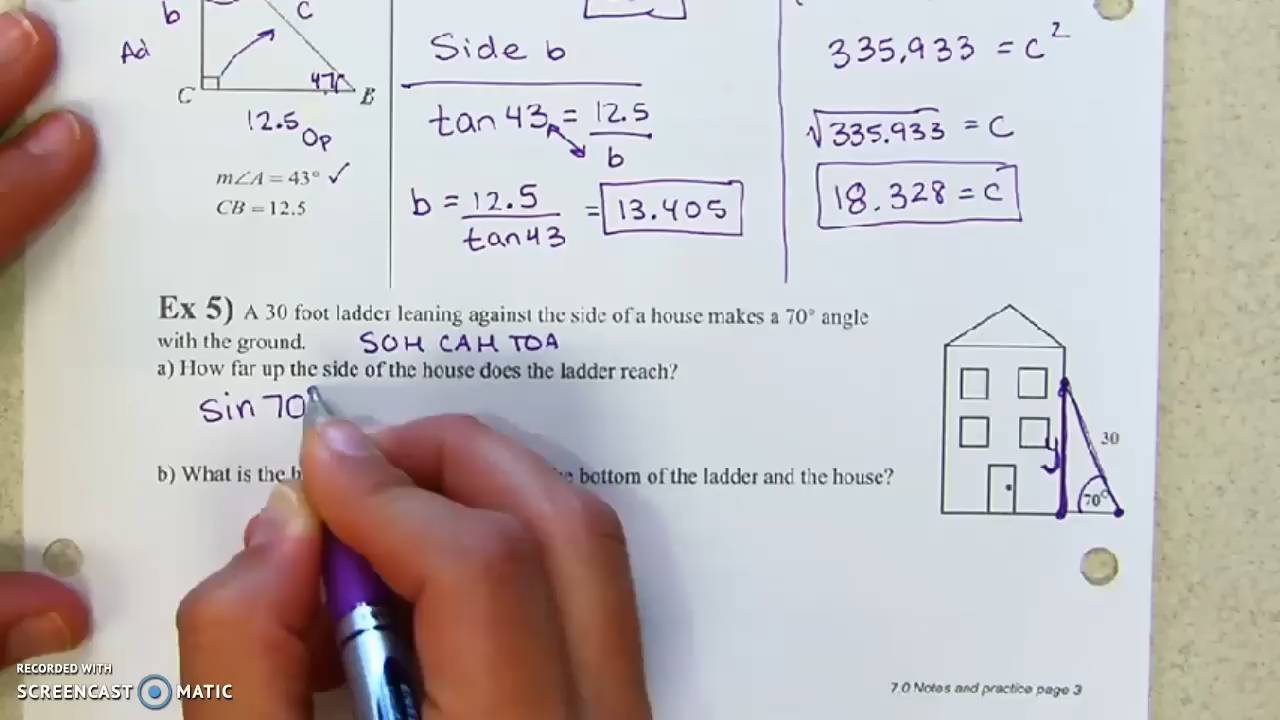 b
c
Ad
47°
C
B
12.5
Op
m∠A = 43° ✓
CB = 12.5
Side b
tan 43 = 12.5
b
b = 12.5 = 13.405
tan 43
335,933 = c²
√335.933 = c
18.328 = c
Ex 5) A 30 foot ladder leaning against the side of a house makes a 70° angle
with the ground. SOH CAH TOA
a) How far up the side of the house does the ladder reach?
sin 70°
b) What is the bottom of the ladder and the house?
y
30
70°
7.0 Notes and practice page 3
RECORDED WITH
SCREENCAST MATIC